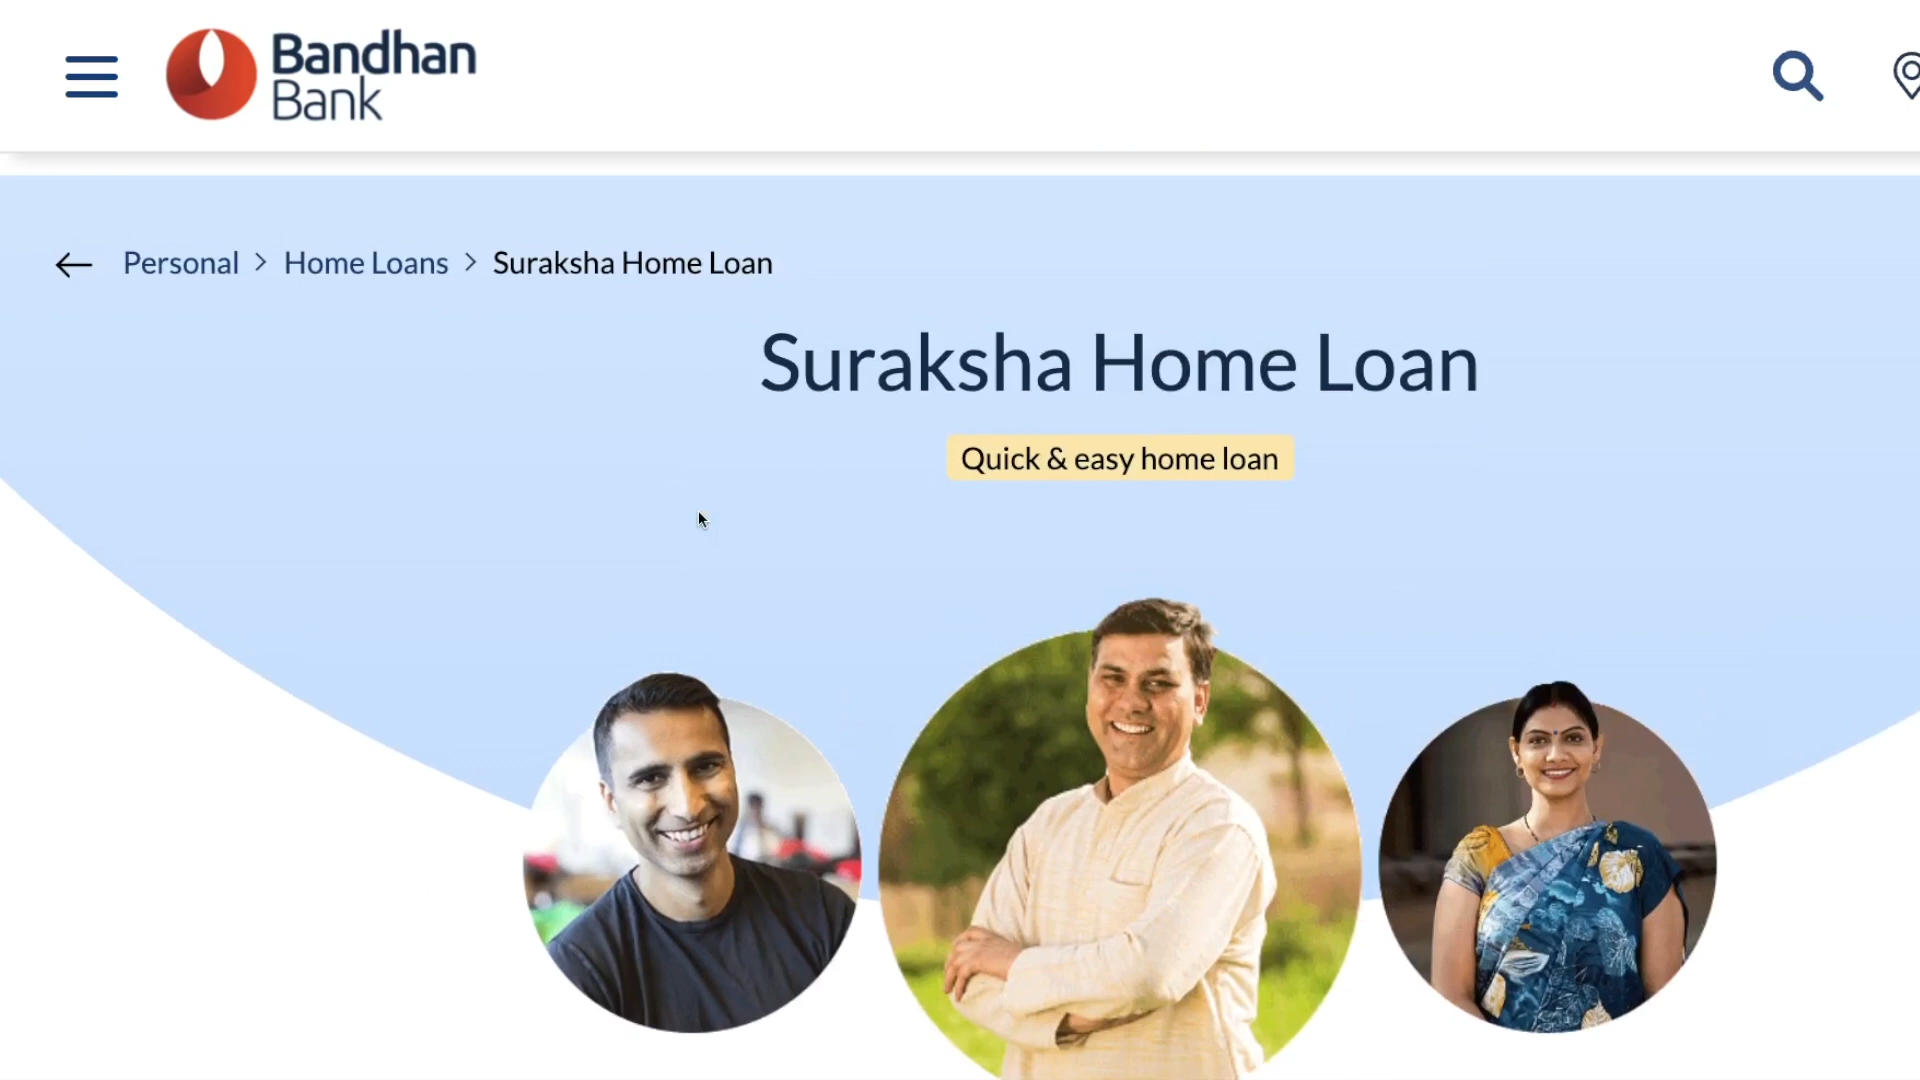 Bandhan
Bank
Personal > Home Loans > Suraksha Home Loan
Suraksha Home Loan
Quick & easy home loan